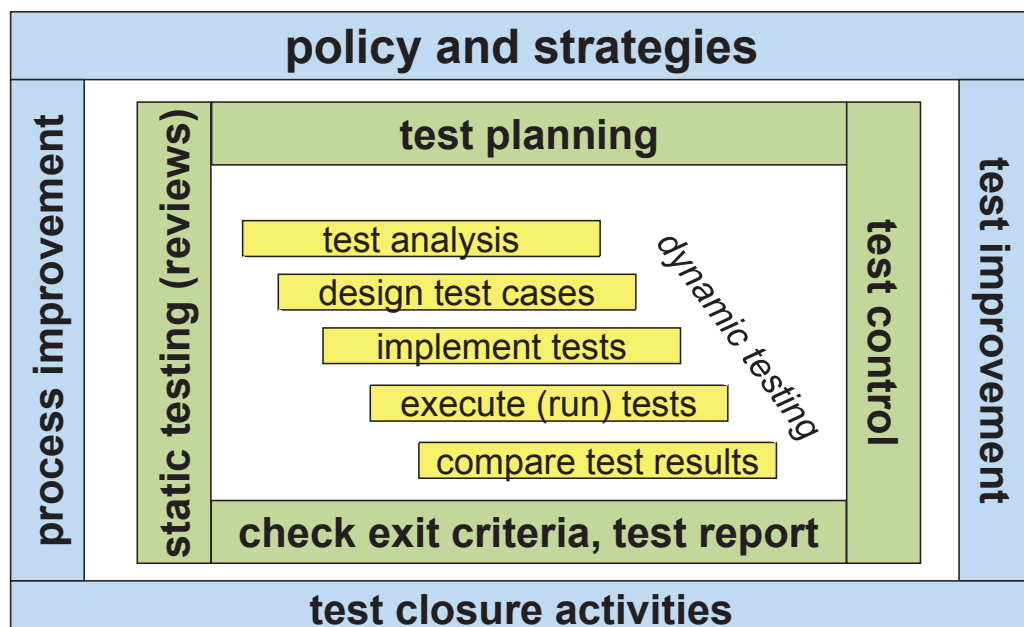 policy and strategies
process improvement
static testing (reviews)
test planning
test analysis
design test cases
implement tests
execute (run) tests
compare test results
dynamic testing
check exit criteria, test report
test control
test improvement
test closure activities